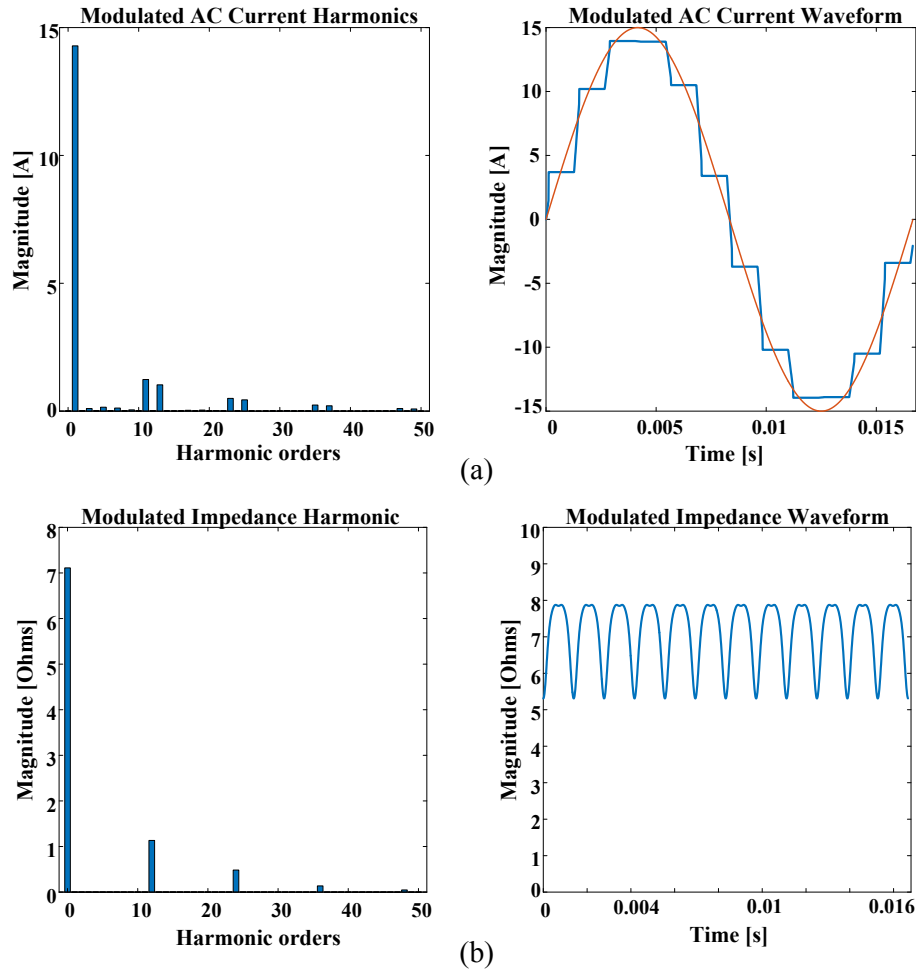 Modulated AC Current Harmonics
15
10
5
0
Magnitude [A]
0 10 20 30 40 50
Harmonic orders
Modulated AC Current Waveform
15
10
5
0
-5
-10
-15
Magnitude [A]
0 0.005 0.01 0.015
Time [s]
(a)
Modulated Impedance Harmonic
8
7
6
5
4
3
2
1
0
Magnitude [Ohms]
0 10 20 30 40 50
Harmonic orders
Modulated Impedance Waveform
10
9
8
7
6
5
4
3
2
1
0
Magnitude [Ohms]
0 0.004 0.01 0.016
Time [s]
(b)